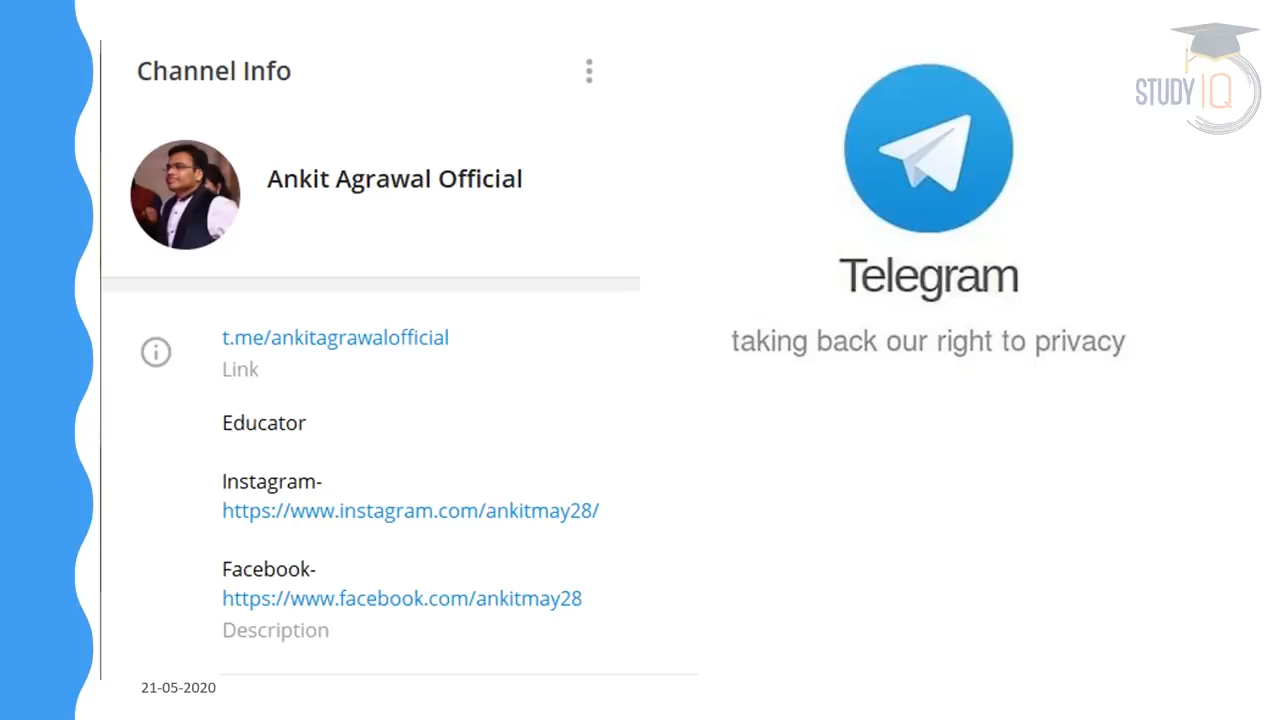 Channel Info
Ankit Agrawal Official
t.me/ankitagrawalofficial
Link
Educator
Instagram-
https://www.instagram.com/ankitmay28/
Facebook-
https://www.facebook.com/ankitmay28
Description
21-05-2020
Telegram
taking back our right to privacy
STUDY IQ